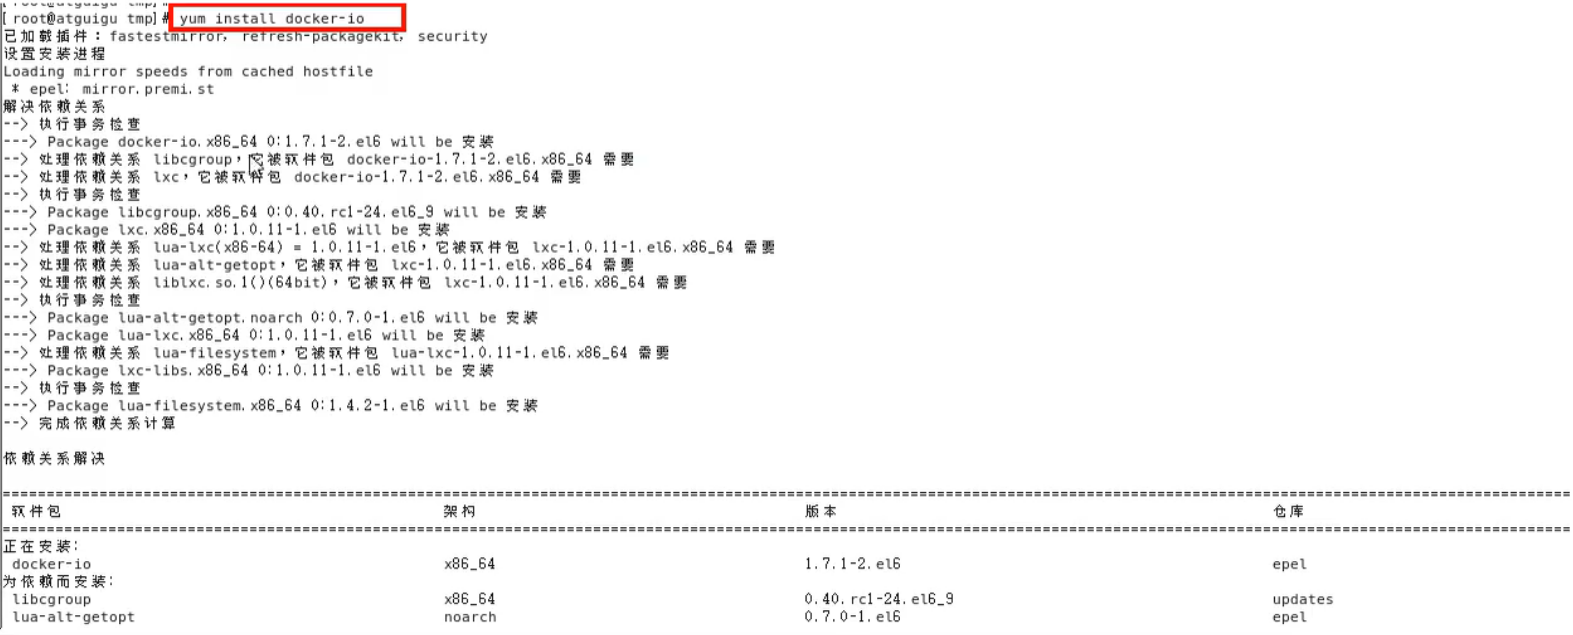 [ root@atguigu tmp] # yum install docker-io
已加载插件：fastestmirror, refresh-packagekit, security
设置安装进程
Loading mirror speeds from cached hostfile
* epel: mirror.premi.st
解决依赖关系
--> 执行事务检查
---> Package docker-io.x86_64 0:1.7.1-2.el6 will be 安装
--> 处理依赖关系 libcgroup，它被软件包 docker-io-1.7.1-2.el6.x86_64 需要
--> 处理依赖关系 lxc，它被软件包 docker-io-1.7.1-2.el6.x86_64 需要
--> 执行事务检查
---> Package libcgroup.x86_64 0:0.40.rc1-24.el6_9 will be 安装
---> Package lxc.x86_64 0:1.0.11-1.el6 will be 安装
--> 处理依赖关系 lua-lxc(x86-64) = 1.0.11-1.el6，它被软件包 lxc-1.0.11-1.el6.x86_64 需要
--> 处理依赖关系 lua-alt-getopt，它被软件包 lxc-1.0.11-1.el6.x86_64 需要
--> 处理依赖关系 liblxc.so.1()(64bit)，它被软件包 lxc-1.0.11-1.el6.x86_64 需要
--> 执行事务检查
---> Package lua-alt-getopt.noarch 0:0.7.0-1.el6 will be 安装
---> Package lua-lxc.x86_64 0:1.0.11-1.el6 will be 安装
--> 处理依赖关系 lua-filesystem，它被软件包 lua-lxc-1.0.11-1.el6.x86_64 需要
---> Package lxc-libs.x86_64 0:1.0.11-1.el6 will be 安装
--> 执行事务检查
---> Package lua-filesystem.x86_64 0:1.4.2-1.el6 will be 安装
--> 完成依赖关系计算
依赖关系解决
软件包 架构 版本 仓库
正在安装:
docker-io x86_64 1.7.1-2.el6 epel
为依赖而安装:
libcgroup x86_64 0.40.rc1-24.el6_9 updates
lua-alt-getopt noarch 0.7.0-1.el6 epel